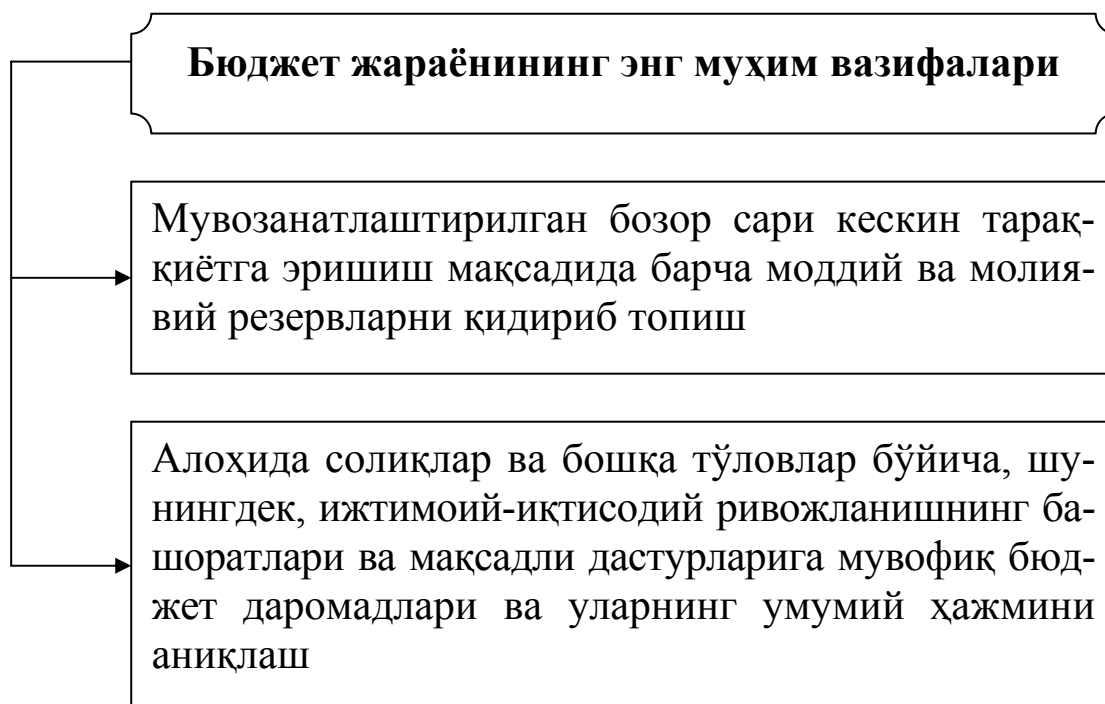 Бюджет жараёнининг энг муҳим вазифалари
Мувозанатлаштирилган бозор сари кескин тарақ-
қиётга эришиш мақсадида барча моддий ва молия-
вий резервларни қидириб топиш
Алоҳида солиқлар ва бошқа тўловлар бўйича, шу-
нингдек, ижтимоий-иқтисодий ривожланишнинг ба-
шоратлари ва мақсадли дастурларига мувофиқ бюд-
жет даромадлари ва уларнинг умумий ҳажмини
аниқлаш